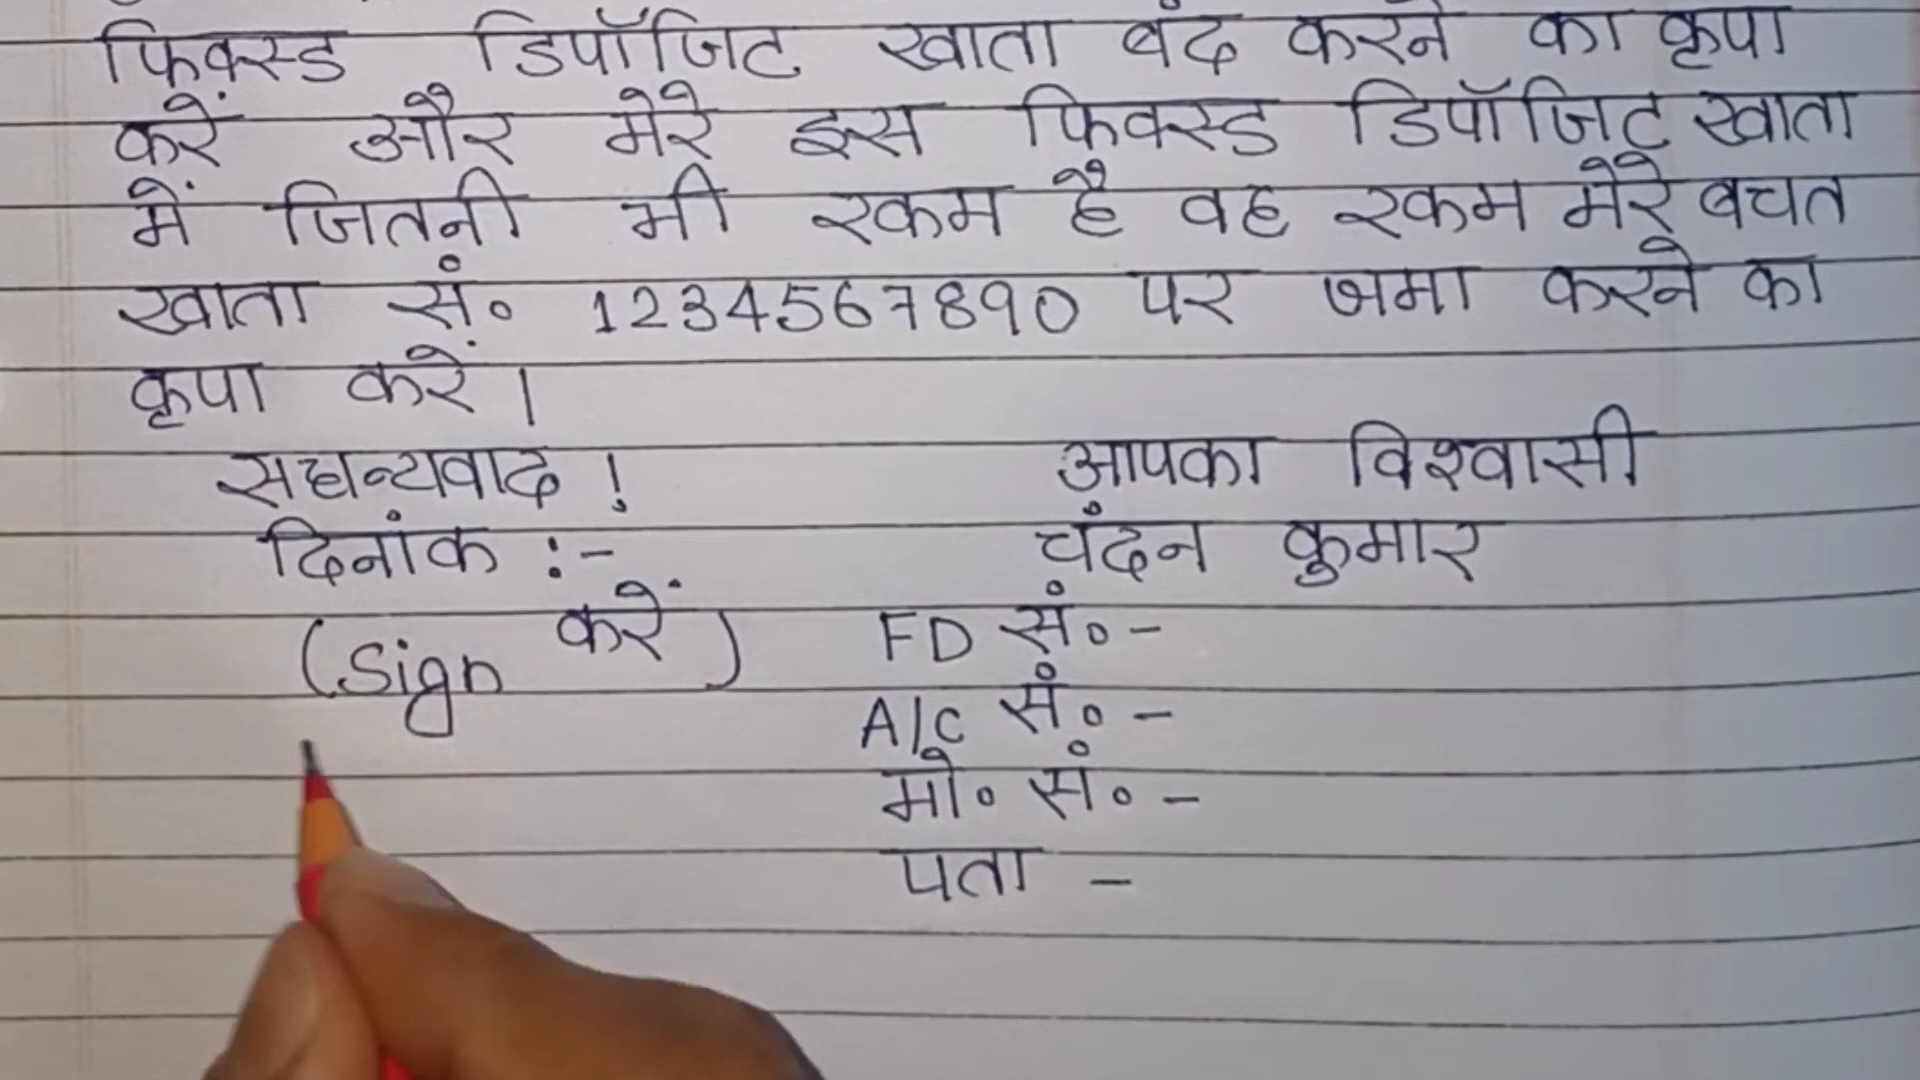 फिक्स्ड डिपॉजिट खाता बंद करने का कृपा
करें और मेरे इस फिक्स्ड डिपॉजिट खाता
में जितनी भी रकम है वह रकम मेरे बचत
खाता सं० 1234567890 पर जमा करने का
कृपा करें।
सधन्यवाद ! आपका विश्वासी
दिनांक :- चंदन कुमार
(Sign करें) FD सं० -
A/C सं० -
मो० सं० -
पता -